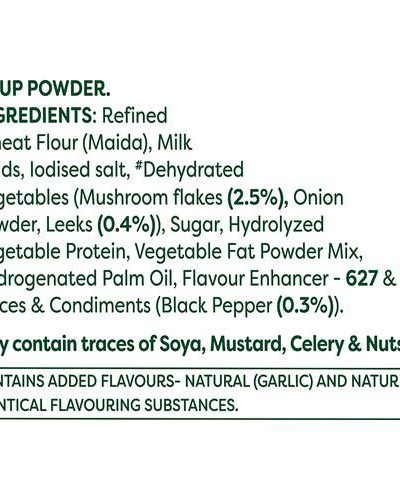 UP POWDER.
GREDIENTS: Refined
eat Flour (Maida), Milk
ds, Iodised salt, #Dehydrated
getables (Mushroom flakes (2.5%), Onion
wder, Leeks (0.4%)), Sugar, Hydrolyzed
getable Protein, Vegetable Fat Powder Mix,
drogenated Palm Oil, Flavour Enhancer - 627 &
ces & Condiments (Black Pepper (0.3%)).
y contain traces of Soya, Mustard, Celery & Nuts
NTAINS ADDED FLAVOURS- NATURAL (GARLIC) AND NATUR
NTICAL FLAVOURING SUBSTANCES.